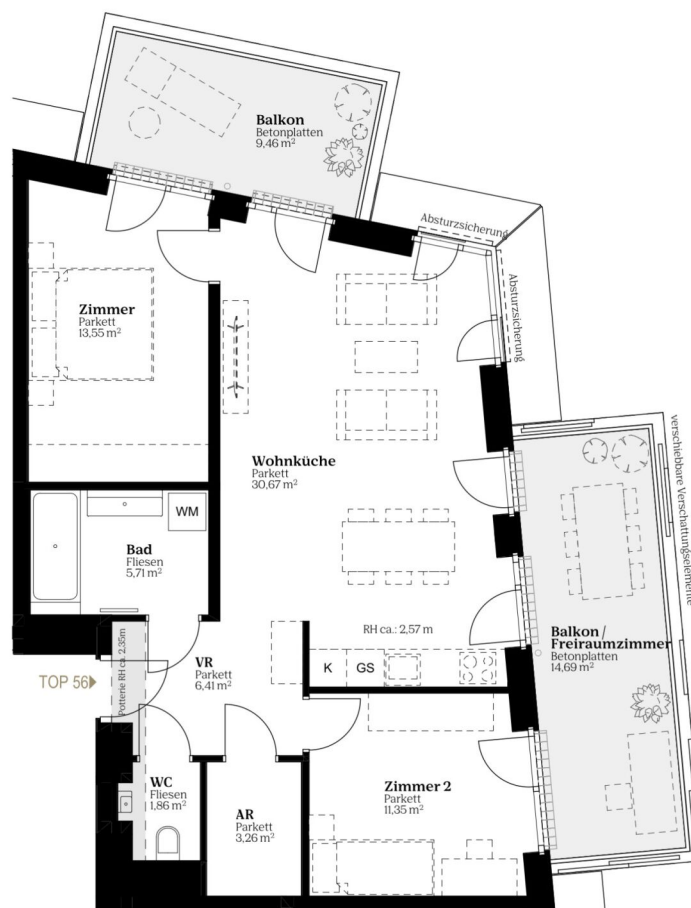 Balkon
Betonplatten
9,46 m²
Absturzsicherung
Absturzsicherung
Zimmer
Parkett
13,55 m²
verschiebbare Verschattungselemente
Wohnküche
Parkett
30,67 m²
WM
Bad
Fliesen
5,71 m²
RH ca.: 2,57 m
Balkon/
Freiraumzimmer
Betonplatten
14,69 m²
K
GS
VR
Parkett
6,41 m²
Potterie RH ca. 2,35m
TOP 56
WC
Fliesen
1,86 m²
AR
Parkett
3,26 m²
Zimmer 2
Parkett
11,35 m²